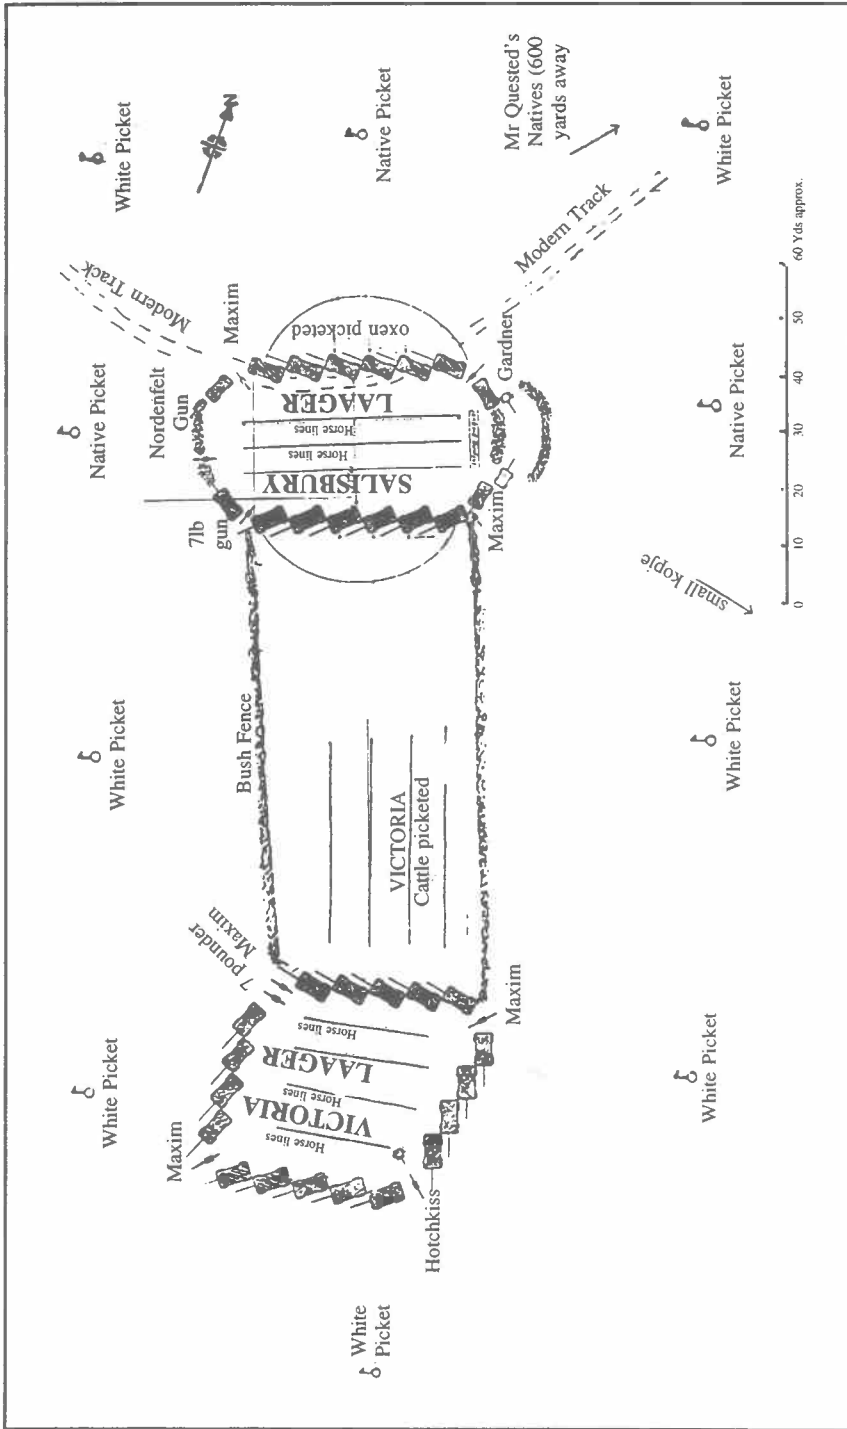 White Picket
N
Native Picket
Mr Quested's
Natives (600
yards away
White Picket
Modern Track
Modern Track
Maxim
oxen picketed
Native Picket
Nordenfelt
Gun
LAAGER
Horse lines
Horse lines
SALISBURY
Gardner
Native Picket
7lb
gun
Maxim
small kopje
0 10 20 30 40 50 60 Yds approx.
White Picket
Bush Fence
VICTORIA
Cattle picketed
White Picket
7 pounder
Maxim
Maxim
White Picket
Horse lines
LAAGER
Horse lines
VICTORIA
Horse lines
White Picket
Maxim
Hotchkiss
White
Picket